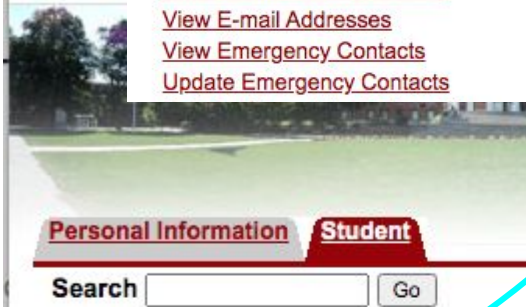 View E-mail Addresses
View Emergency Contacts
Update Emergency Contacts
Personal Information Student
Search Go